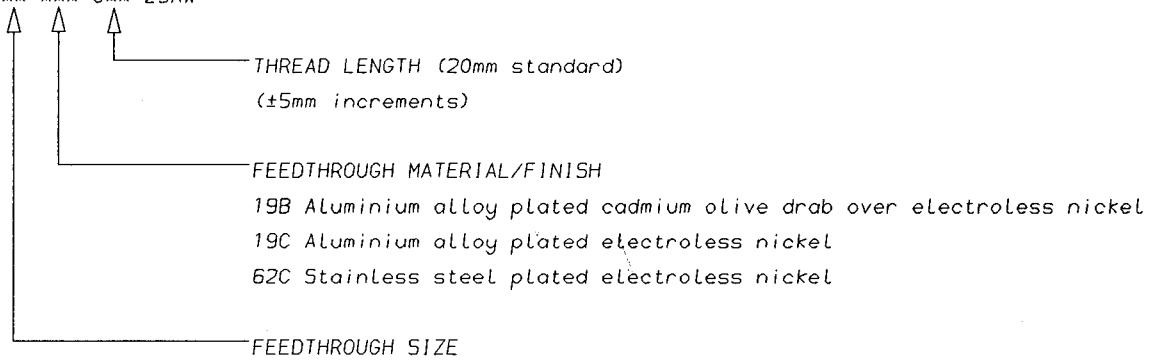 THREAD LENGTH (20mm standard)
(±5mm increments)
FEEDTHROUGH MATERIAL/FINISH
19B Aluminium alloy plated cadmium olive drab over electroless nickel
19C Aluminium alloy plated electroless nickel
62C Stainless steel plated electroless nickel
FEEDTHROUGH SIZE